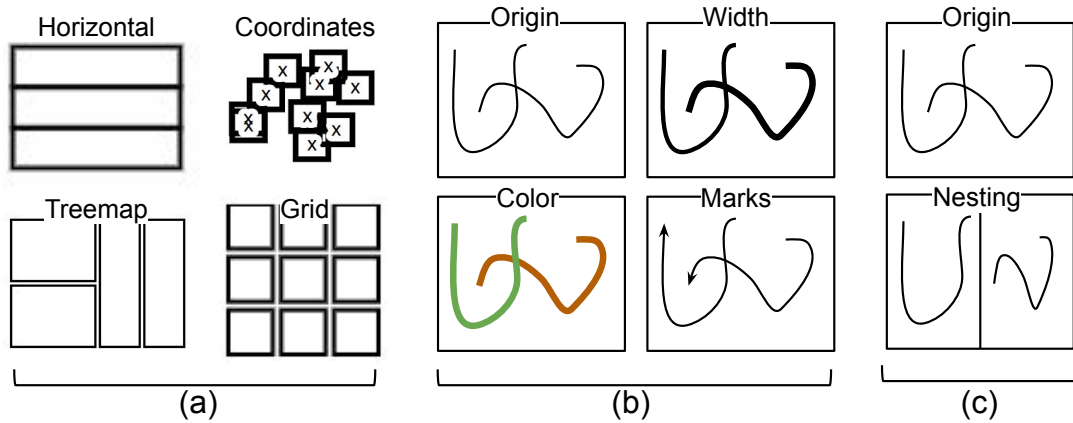 Horizontal
Coordinates
x
x
x
x
x
x
x
x
x
x
Treemap
Grid
(a)
Origin
Width
Color
Marks
(b)
Origin
Nesting
(c)